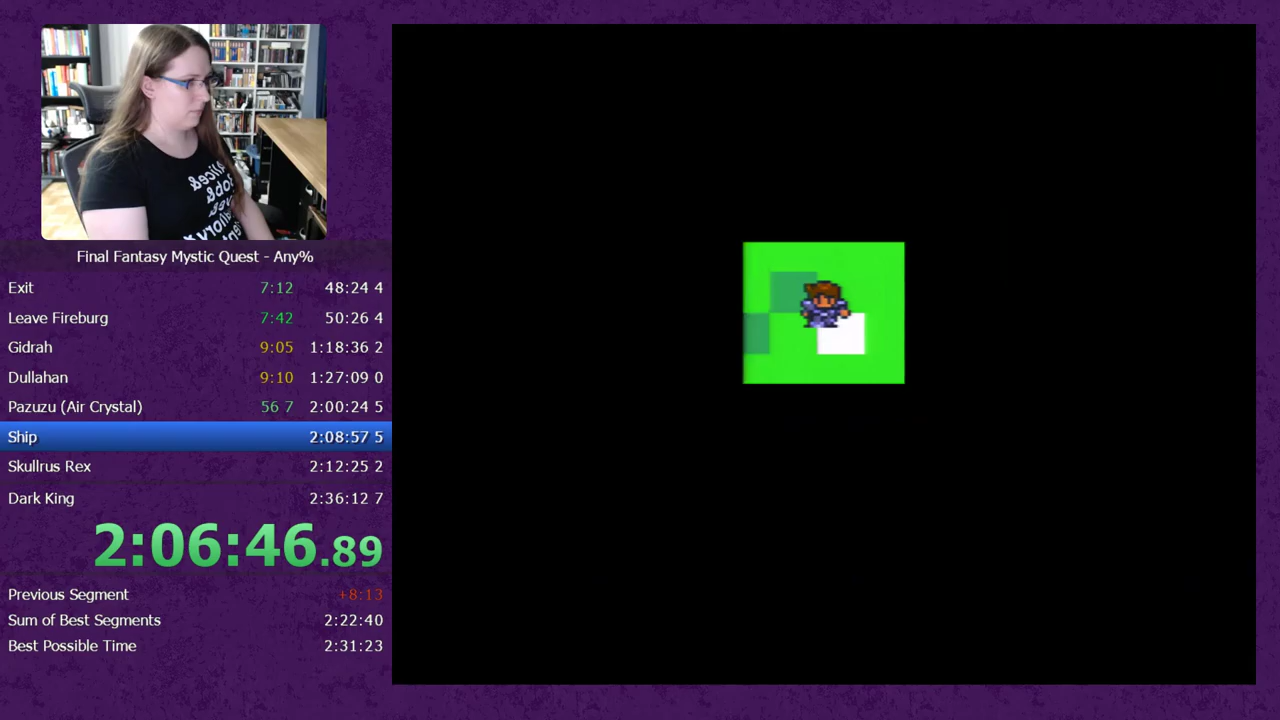 Final Fantasy Mystic Quest - Any%
Exit 7:12 48:24 4
Leave Fireburg 7:42 50:26 4
Gidrah 9:05 1:18:36 2
Dullahan 9:10 1:27:09 0
Pazuzu (Air Crystal) 56 7 2:00:24 5
Ship 2:08:57 5
Skullrus Rex 2:12:25 2
Dark King 2:36:12 7
2:06:46.89
Previous Segment +8:13
Sum of Best Segments 2:22:40
Best Possible Time 2:31:23